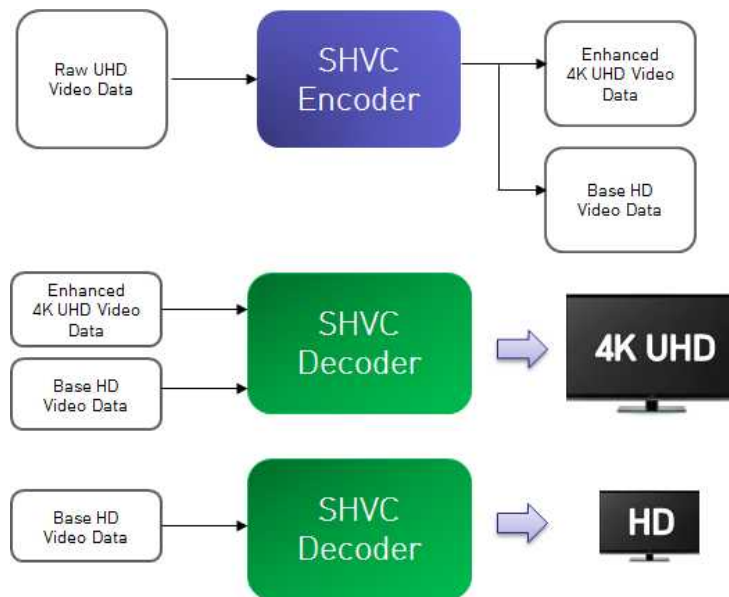 Raw UHD
Video Data
SHVC
Encoder
Enhanced
4K UHD Video
Data
Base HD
Video Data
Enhanced
4K UHD Video
Data
Base HD
Video Data
SHVC
Decoder
4K UHD
Base HD
Video Data
SHVC
Decoder
HD